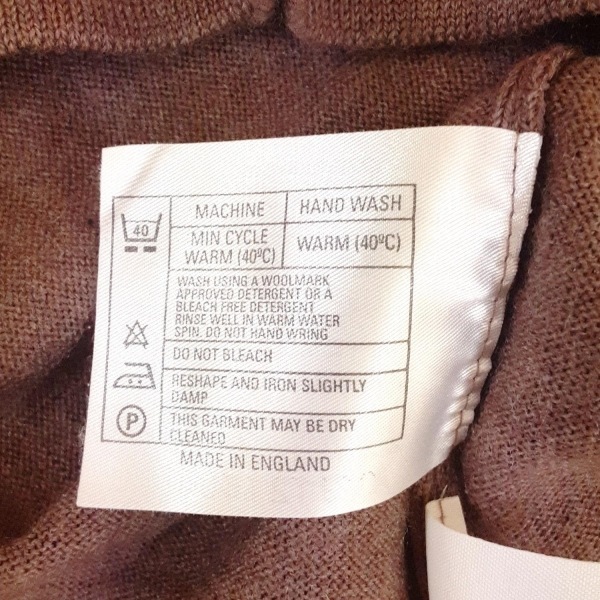 40
MACHINE HAND WASH
MIN CYCLE
WARM (40ºC)
WARM (40ºC)
WASH USING A WOOLMARK
APPROVED DETERGENT OR A
BLEACH FREE DETERGENT
RINSE WELL IN WARM WATER
SPIN. DO NOT HAND WRING
DO NOT BLEACH
RESHAPE AND IRON SLIGHTLY
DAMP
P
THIS GARMENT MAY BE DRY
CLEANED
MADE IN ENGLAND